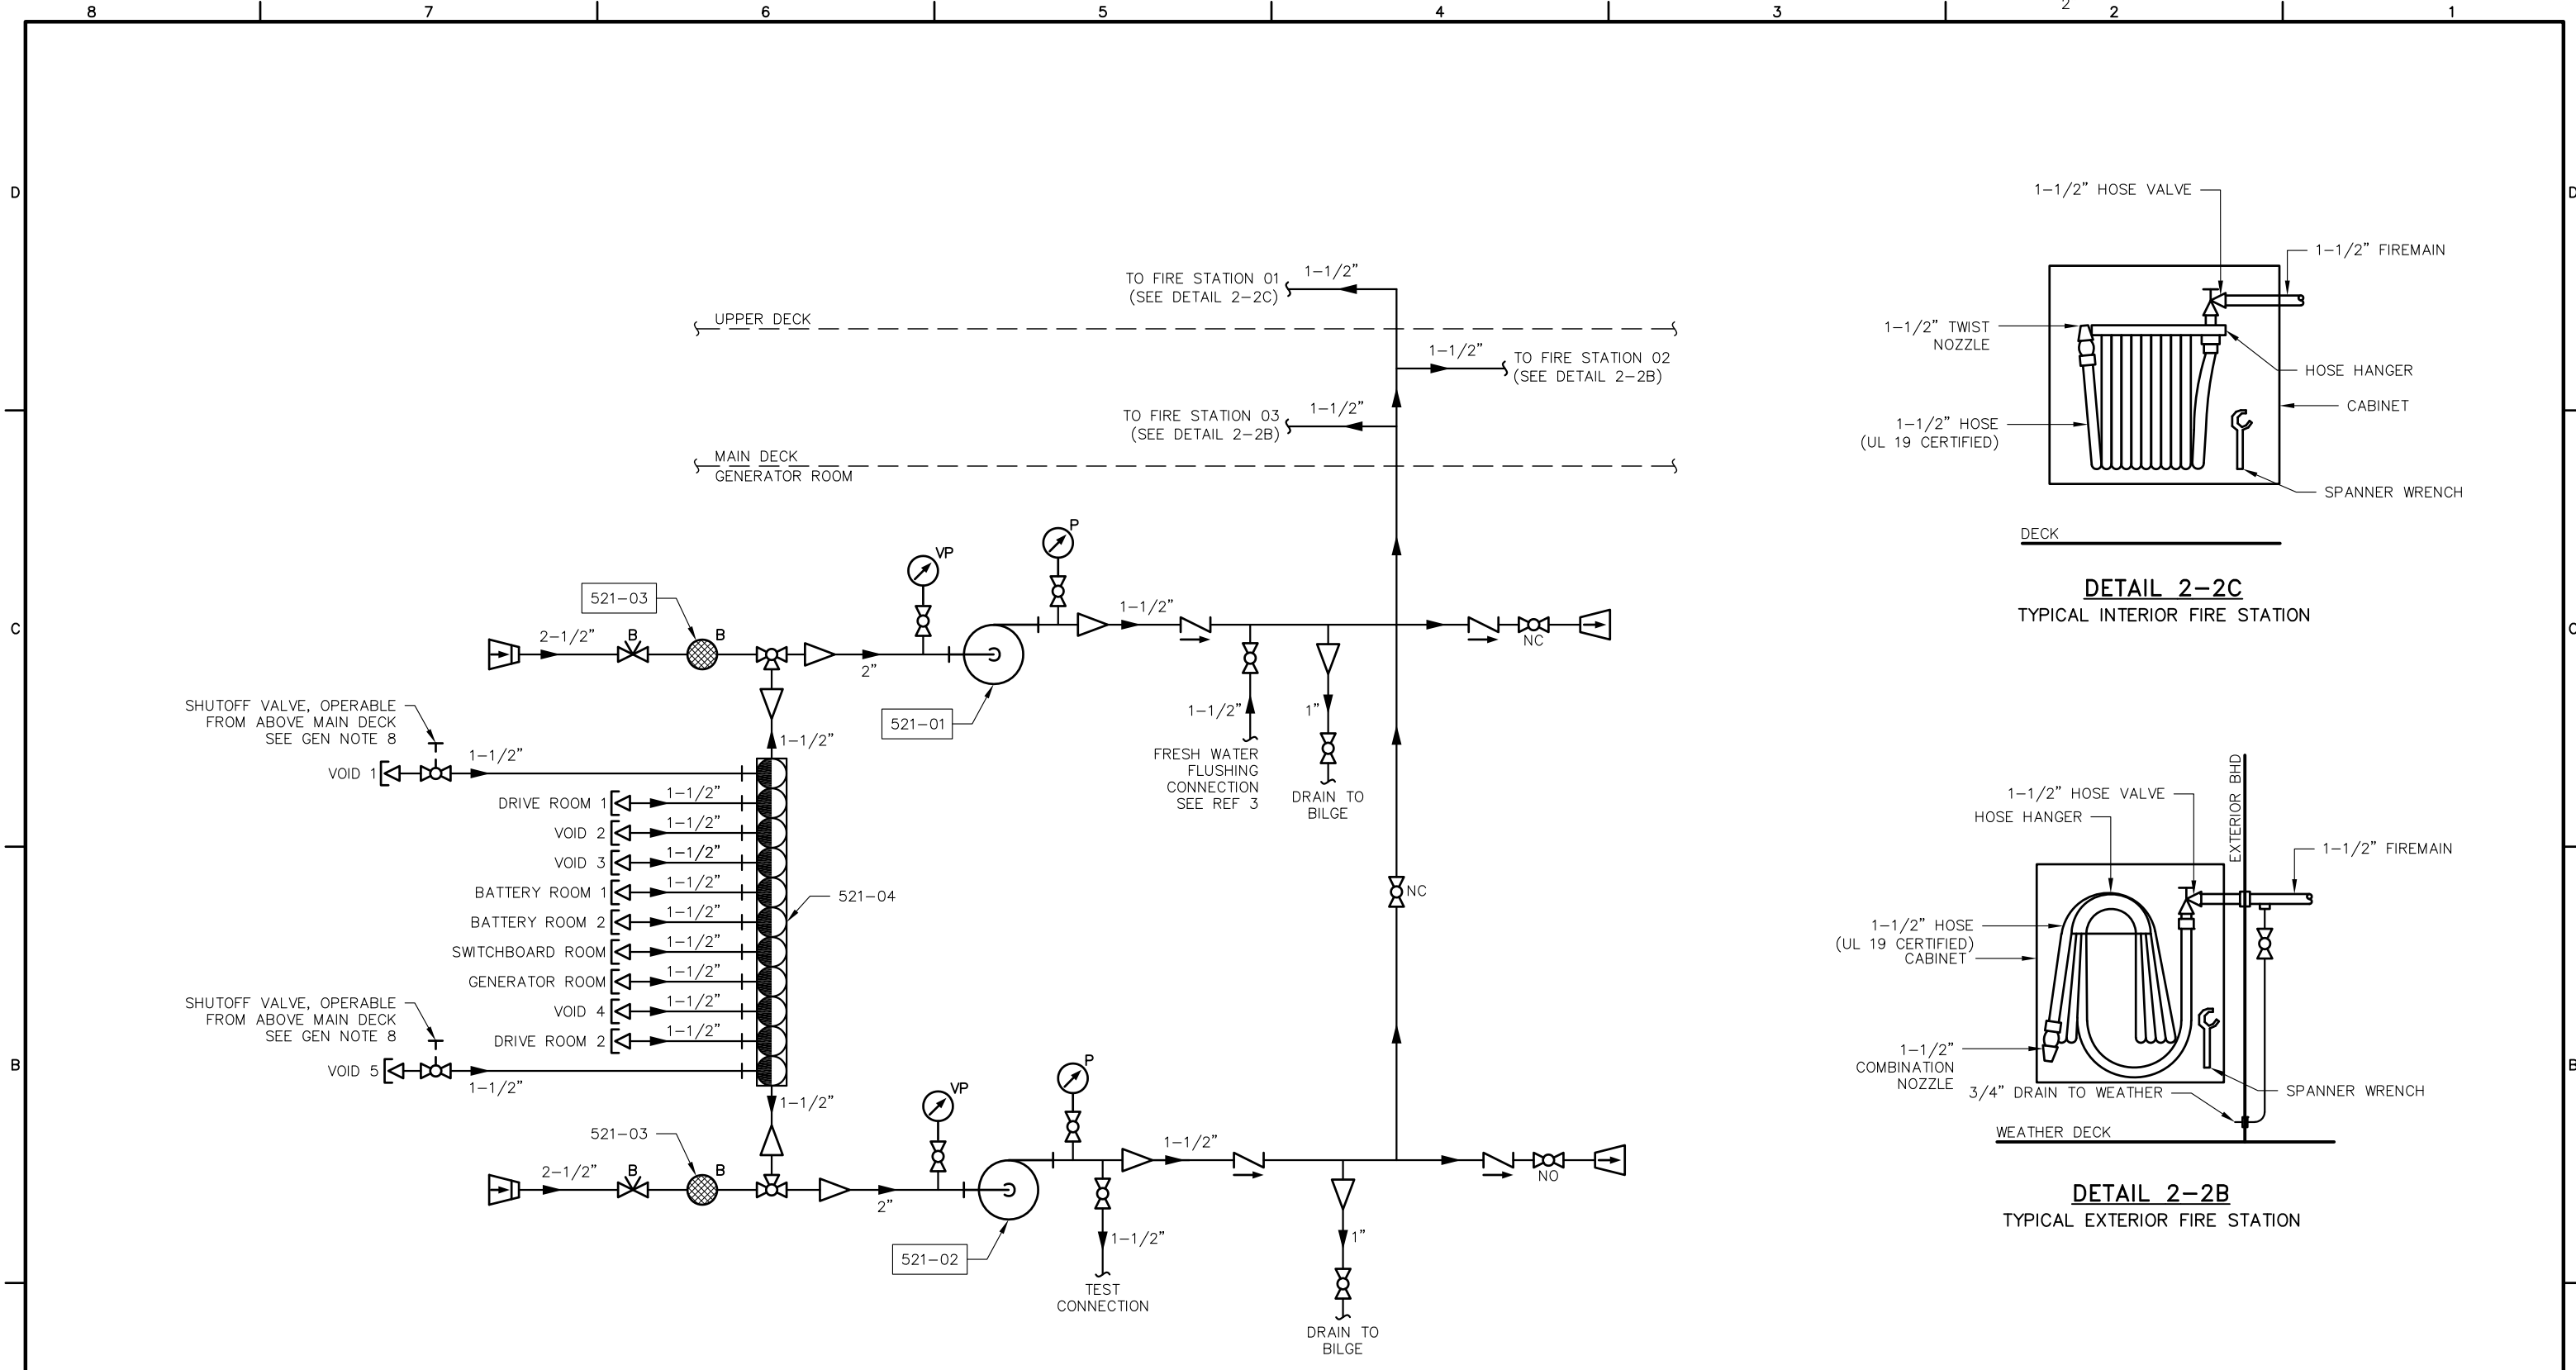 8 7 6 5 4 3 2 2 1
D
D
C
C
B
B
TO FIRE STATION 01
(SEE DETAIL 2-2C)
1-1/2"
UPPER DECK
1-1/2"
TO FIRE STATION 02
(SEE DETAIL 2-2B)
TO FIRE STATION 03
(SEE DETAIL 2-2B)
1-1/2"
MAIN DECK
GENERATOR ROOM
521-03
2-1/2"
B
B
2"
VP
P
521-01
1-1/2"
NC
1-1/2"
FRESH WATER
FLUSHING
CONNECTION
SEE REF 3
1"
DRAIN TO
BILGE
SHUTOFF VALVE, OPERABLE
FROM ABOVE MAIN DECK
SEE GEN NOTE 8
1-1/2"
VOID 1
1-1/2"
DRIVE ROOM 1
1-1/2"
VOID 2
1-1/2"
VOID 3
1-1/2"
BATTERY ROOM 1
1-1/2"
BATTERY ROOM 2
1-1/2"
SWITCHBOARD ROOM
1-1/2"
GENERATOR ROOM
1-1/2"
VOID 4
1-1/2"
DRIVE ROOM 2
1-1/2"
521-04
SHUTOFF VALVE, OPERABLE
FROM ABOVE MAIN DECK
SEE GEN NOTE 8
VOID 5
1-1/2"
1-1/2"
NC
521-03
2-1/2"
B
B
2"
VP
P
521-02
1-1/2"
NO
1-1/2"
TEST
CONNECTION
1"
DRAIN TO
BILGE
1-1/2" HOSE VALVE
1-1/2" FIREMAIN
1-1/2" TWIST
NOZZLE
HOSE HANGER
CABINET
1-1/2" HOSE
(UL 19 CERTIFIED)
SPANNER WRENCH
DECK
DETAIL 2-2C
TYPICAL INTERIOR FIRE STATION
EXTERIOR BHD
1-1/2" HOSE VALVE
HOSE HANGER
1-1/2" FIREMAIN
1-1/2" HOSE
(UL 19 CERTIFIED)
CABINET
1-1/2"
COMBINATION
NOZZLE
3/4" DRAIN TO WEATHER
SPANNER WRENCH
WEATHER DECK
DETAIL 2-2B
TYPICAL EXTERIOR FIRE STATION